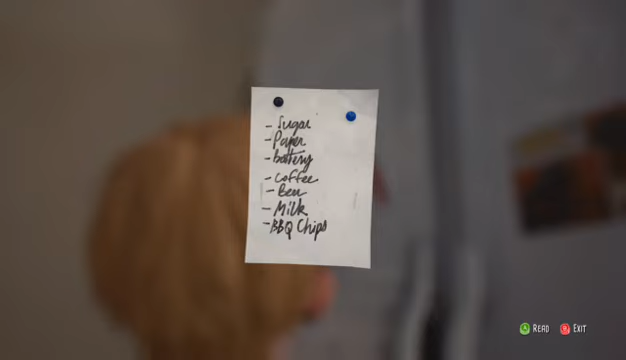 - Sugar
- Paper
- battery
- Coffee
- Beer
- Milk
- BBQ Chips
READ EXIT